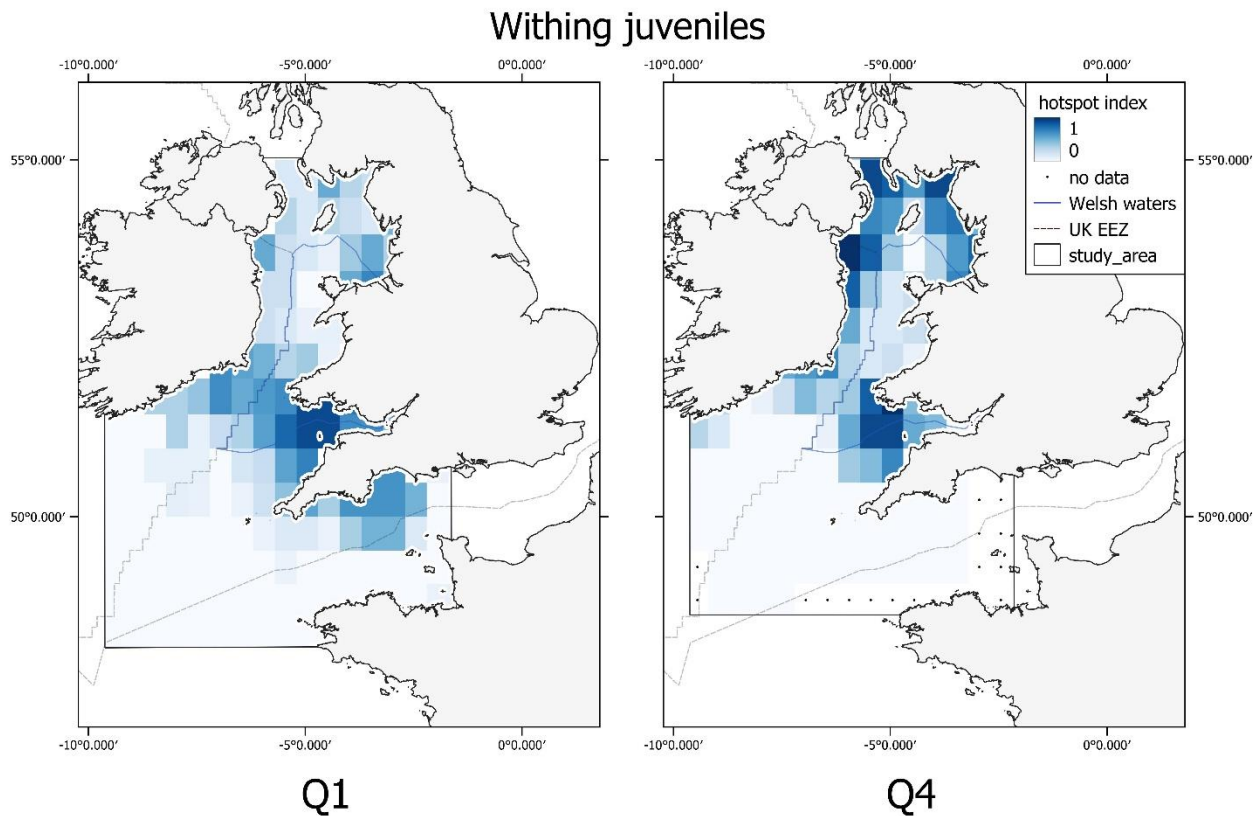 Withing juveniles
-10°0.000′ -5°0.000′ 0°0.000′ -10°0.000′ -5°0.000′ 0°0.000′
hotspot index
1
0
no data
Welsh waters
UK EEZ
study_area
55°0.000′ 55°0.000′
50°0.000′ 50°0.000′
-10°0.000′ -5°0.000′ 0°0.000′ -10°0.000′ -5°0.000′ 0°0.000′
Q1 Q4